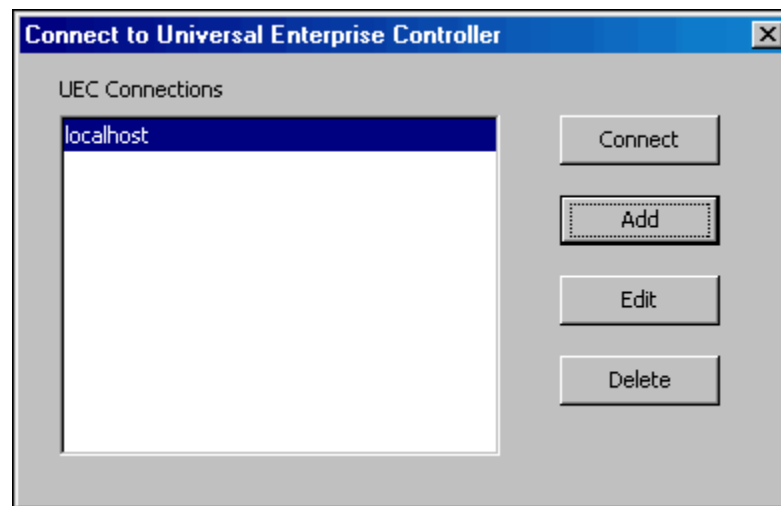 Connect to Universal Enterprise Controller
UEC Connections
localhost
Connect
Add
Edit
Delete